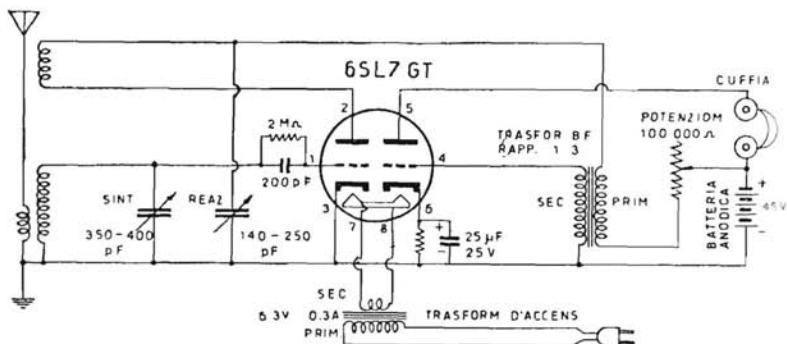 6SL7 GT
CUFFIA
2 5
POTENZIOM
100 000 Ω
2 MΩ
TRASFOR BF
RAPP. 1 3
1 4
200 pF
SINT
REAZ
SEC PRIM
BATTERIA
ANODICA
+
45V
-
3 6
350-400
pF
140-250
pF
7 8
+
-
25 µF
25 V
SEC
6.3V 0.3A TRASFORM D'ACCENS
PRIM